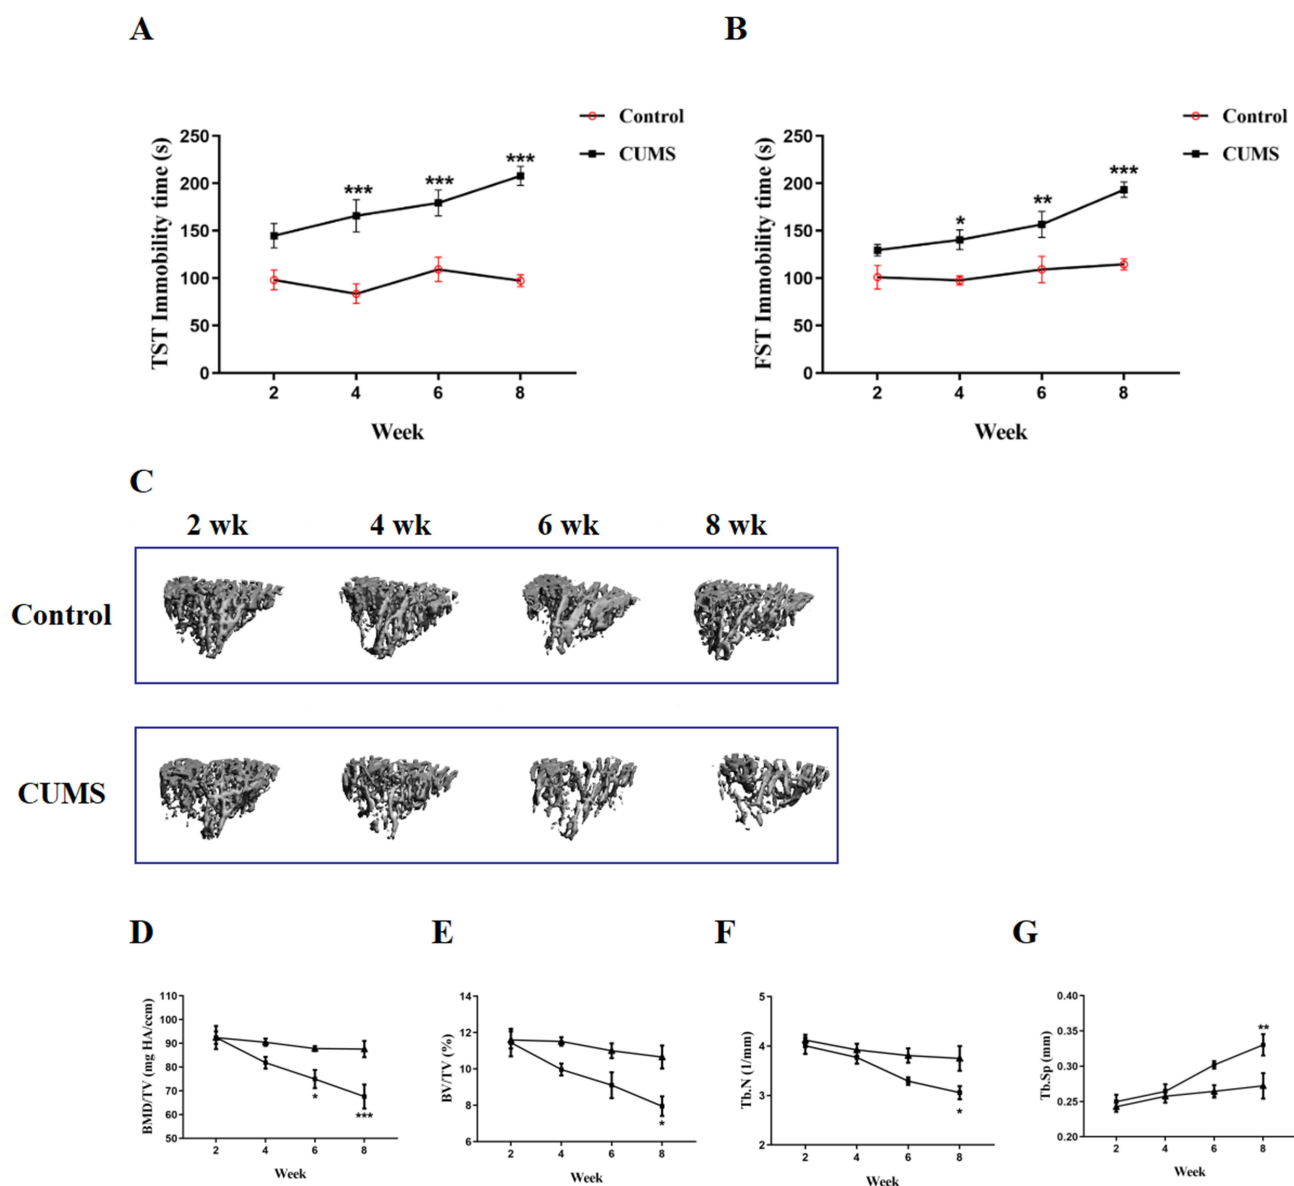 A
B
Control
CUMS
Control
CUMS
TST Immobility time (s)
250
200
150
100
50
0
***
***
***
2 4 6 8
Week
FST Immobility time (s)
250
200
150
100
50
0
*
**
***
2 4 6 8
Week
C
2 wk 4 wk 6 wk 8 wk
Control
CUMS
D
E
F
G
BMD/TV (mg HA/ccm)
110
100
90
80
70
60
50
*
***
2 4 6 8
Week
BV/TV (%)
14
12
10
8
6
*
2 4 6 8
Week
Tb.N (1/mm)
5
4
3
2
*
2 4 6 8
Week
Tb.Sp (mm)
0.40
0.35
0.30
0.25
0.20
**
2 4 6 8
Week